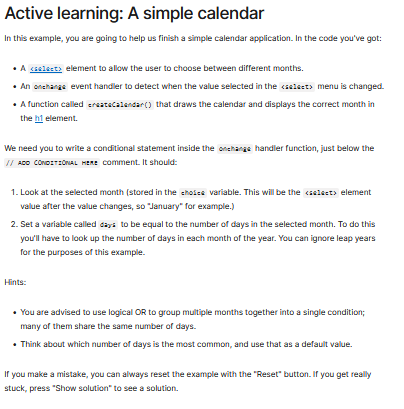 Active learning: A simple calendar
In this example, you are going to help us finish a simple calendar application. In the code you've got:
• A <select> element to allow the user to choose between different months.
• An onchange event handler to detect when the value selected in the <select> menu is changed.
• A function called createCalendar() that draws the calendar and displays the correct month in
the h1 element.
We need you to write a conditional statement inside the onchange handler function, just below the
// ADD CONDITIONAL HERE comment. It should:
1. Look at the selected month (stored in the choice variable. This will be the <select> element
value after the value changes, so "January" for example.)
2. Set a variable called days to be equal to the number of days in the selected month. To do this
you'll have to look up the number of days in each month of the year. You can ignore leap years
for the purposes of this example.
Hints:
• You are advised to use logical OR to group multiple months together into a single condition;
many of them share the same number of days.
• Think about which number of days is the most common, and use that as a default value.
If you make a mistake, you can always reset the example with the "Reset" button. If you get really
stuck, press "Show solution" to see a solution.